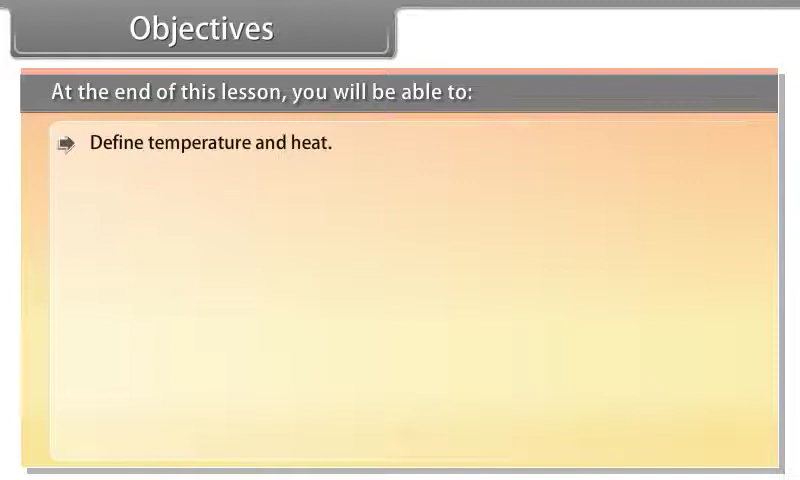 Objectives
At the end of this lesson, you will be able to:
Define temperature and heat.